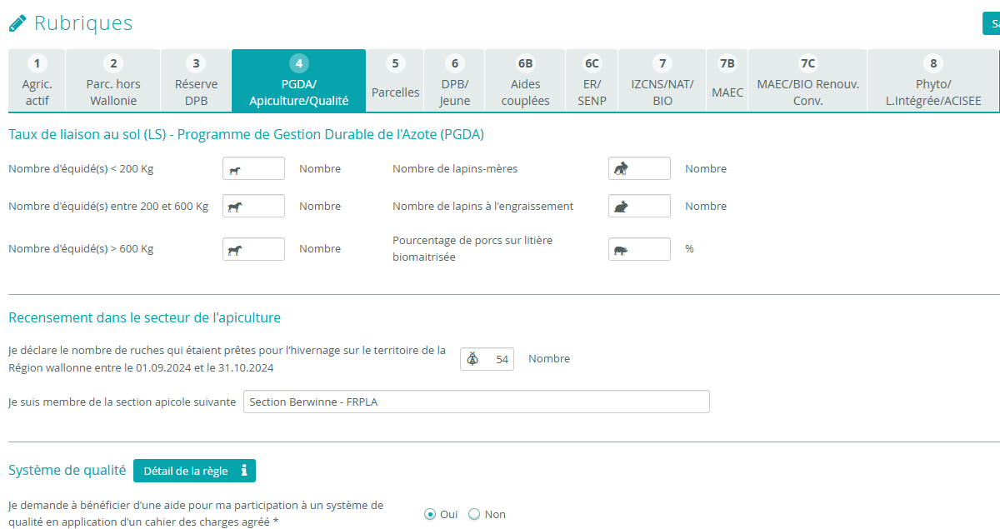 Rubriques
1
Agric.
actif
2
Parc. hors
Wallonie
3
Réserve
DPB
4
PGDA/
Apiculture/Qualité
5
Parcelles
6
DPB/
Jeune
6B
Aides
couplées
6C
ER/
SENP
7
IZCNS/NAT/
BIO
7B
MAEC
7C
MAEC/BIO Renouv.
Conv.
8
Phyto/
L.Intégrée/ACISEE
Taux de liaison au sol (LS) - Programme de Gestion Durable de l'Azote (PGDA)
Nombre d'équidé(s) < 200 Kg Nombre Nombre de lapins-mères Nombre
Nombre d'équidé(s) entre 200 et 600 Kg Nombre Nombre de lapins à l'engraissement Nombre
Nombre d'équidé(s) > 600 Kg Nombre Pourcentage de porcs sur litière
biomaitrisée %
Recensement dans le secteur de l'apiculture
Je déclare le nombre de ruches qui étaient prêtes pour l'hivernage sur le territoire de la
Région wallonne entre le 01.09.2024 et le 31.10.2024
54 Nombre
Je suis membre de la section apicole suivante Section Berwinne - FRPLA
Système de qualité Détail de la règle
Je demande à bénéficier d'une aide pour ma participation à un système de
qualité en application d'un cahier des charges agréé *
Oui Non